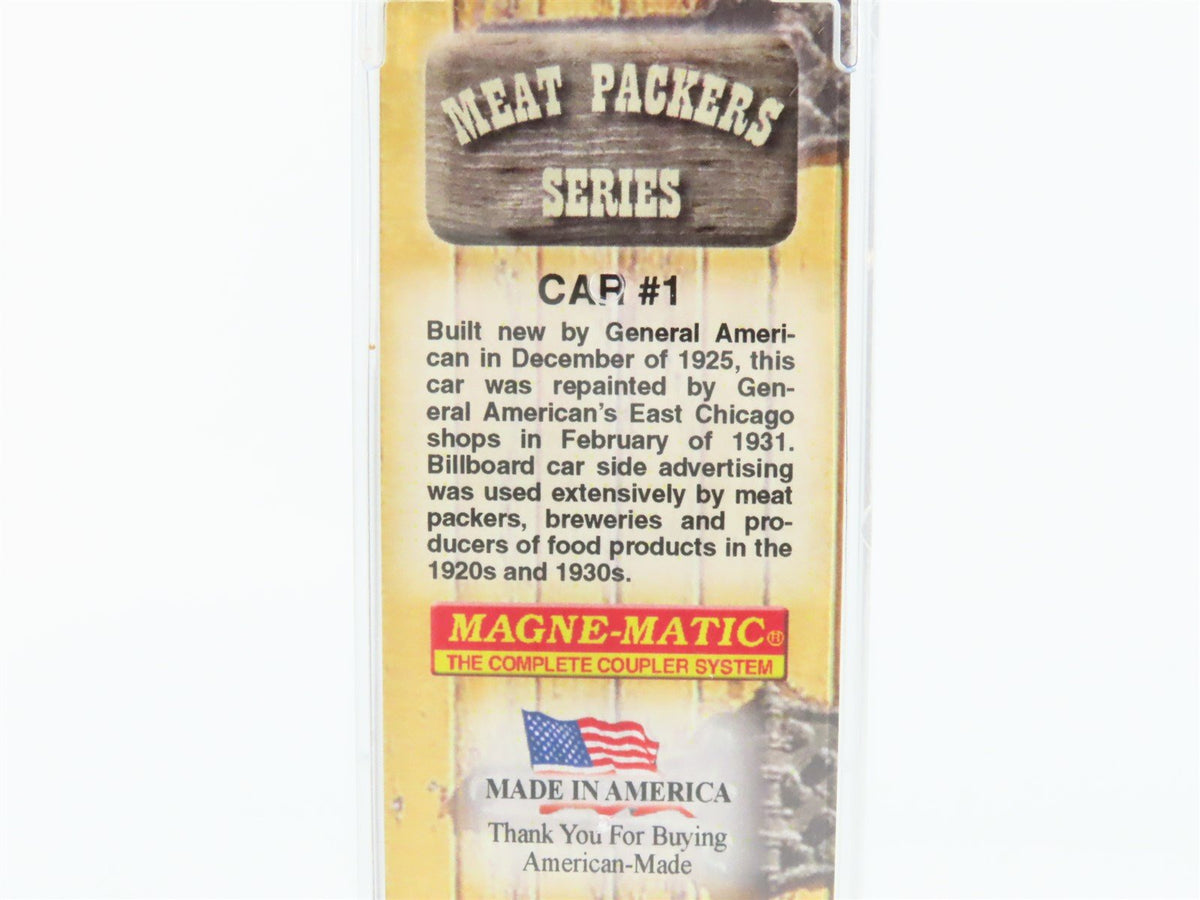 MEAT PACKERS
SERIES
CAR #1
Built new by General Ameri-
can in December of 1925, this
car was repainted by Gen-
eral American's East Chicago
shops in February of 1931.
Billboard car side advertising
was used extensively by meat
packers, breweries and pro-
ducers of food products in the
1920s and 1930s.
MAGNE-MATIC®
THE COMPLETE COUPLER SYSTEM
MADE IN AMERICA
Thank You For Buying
American-Made